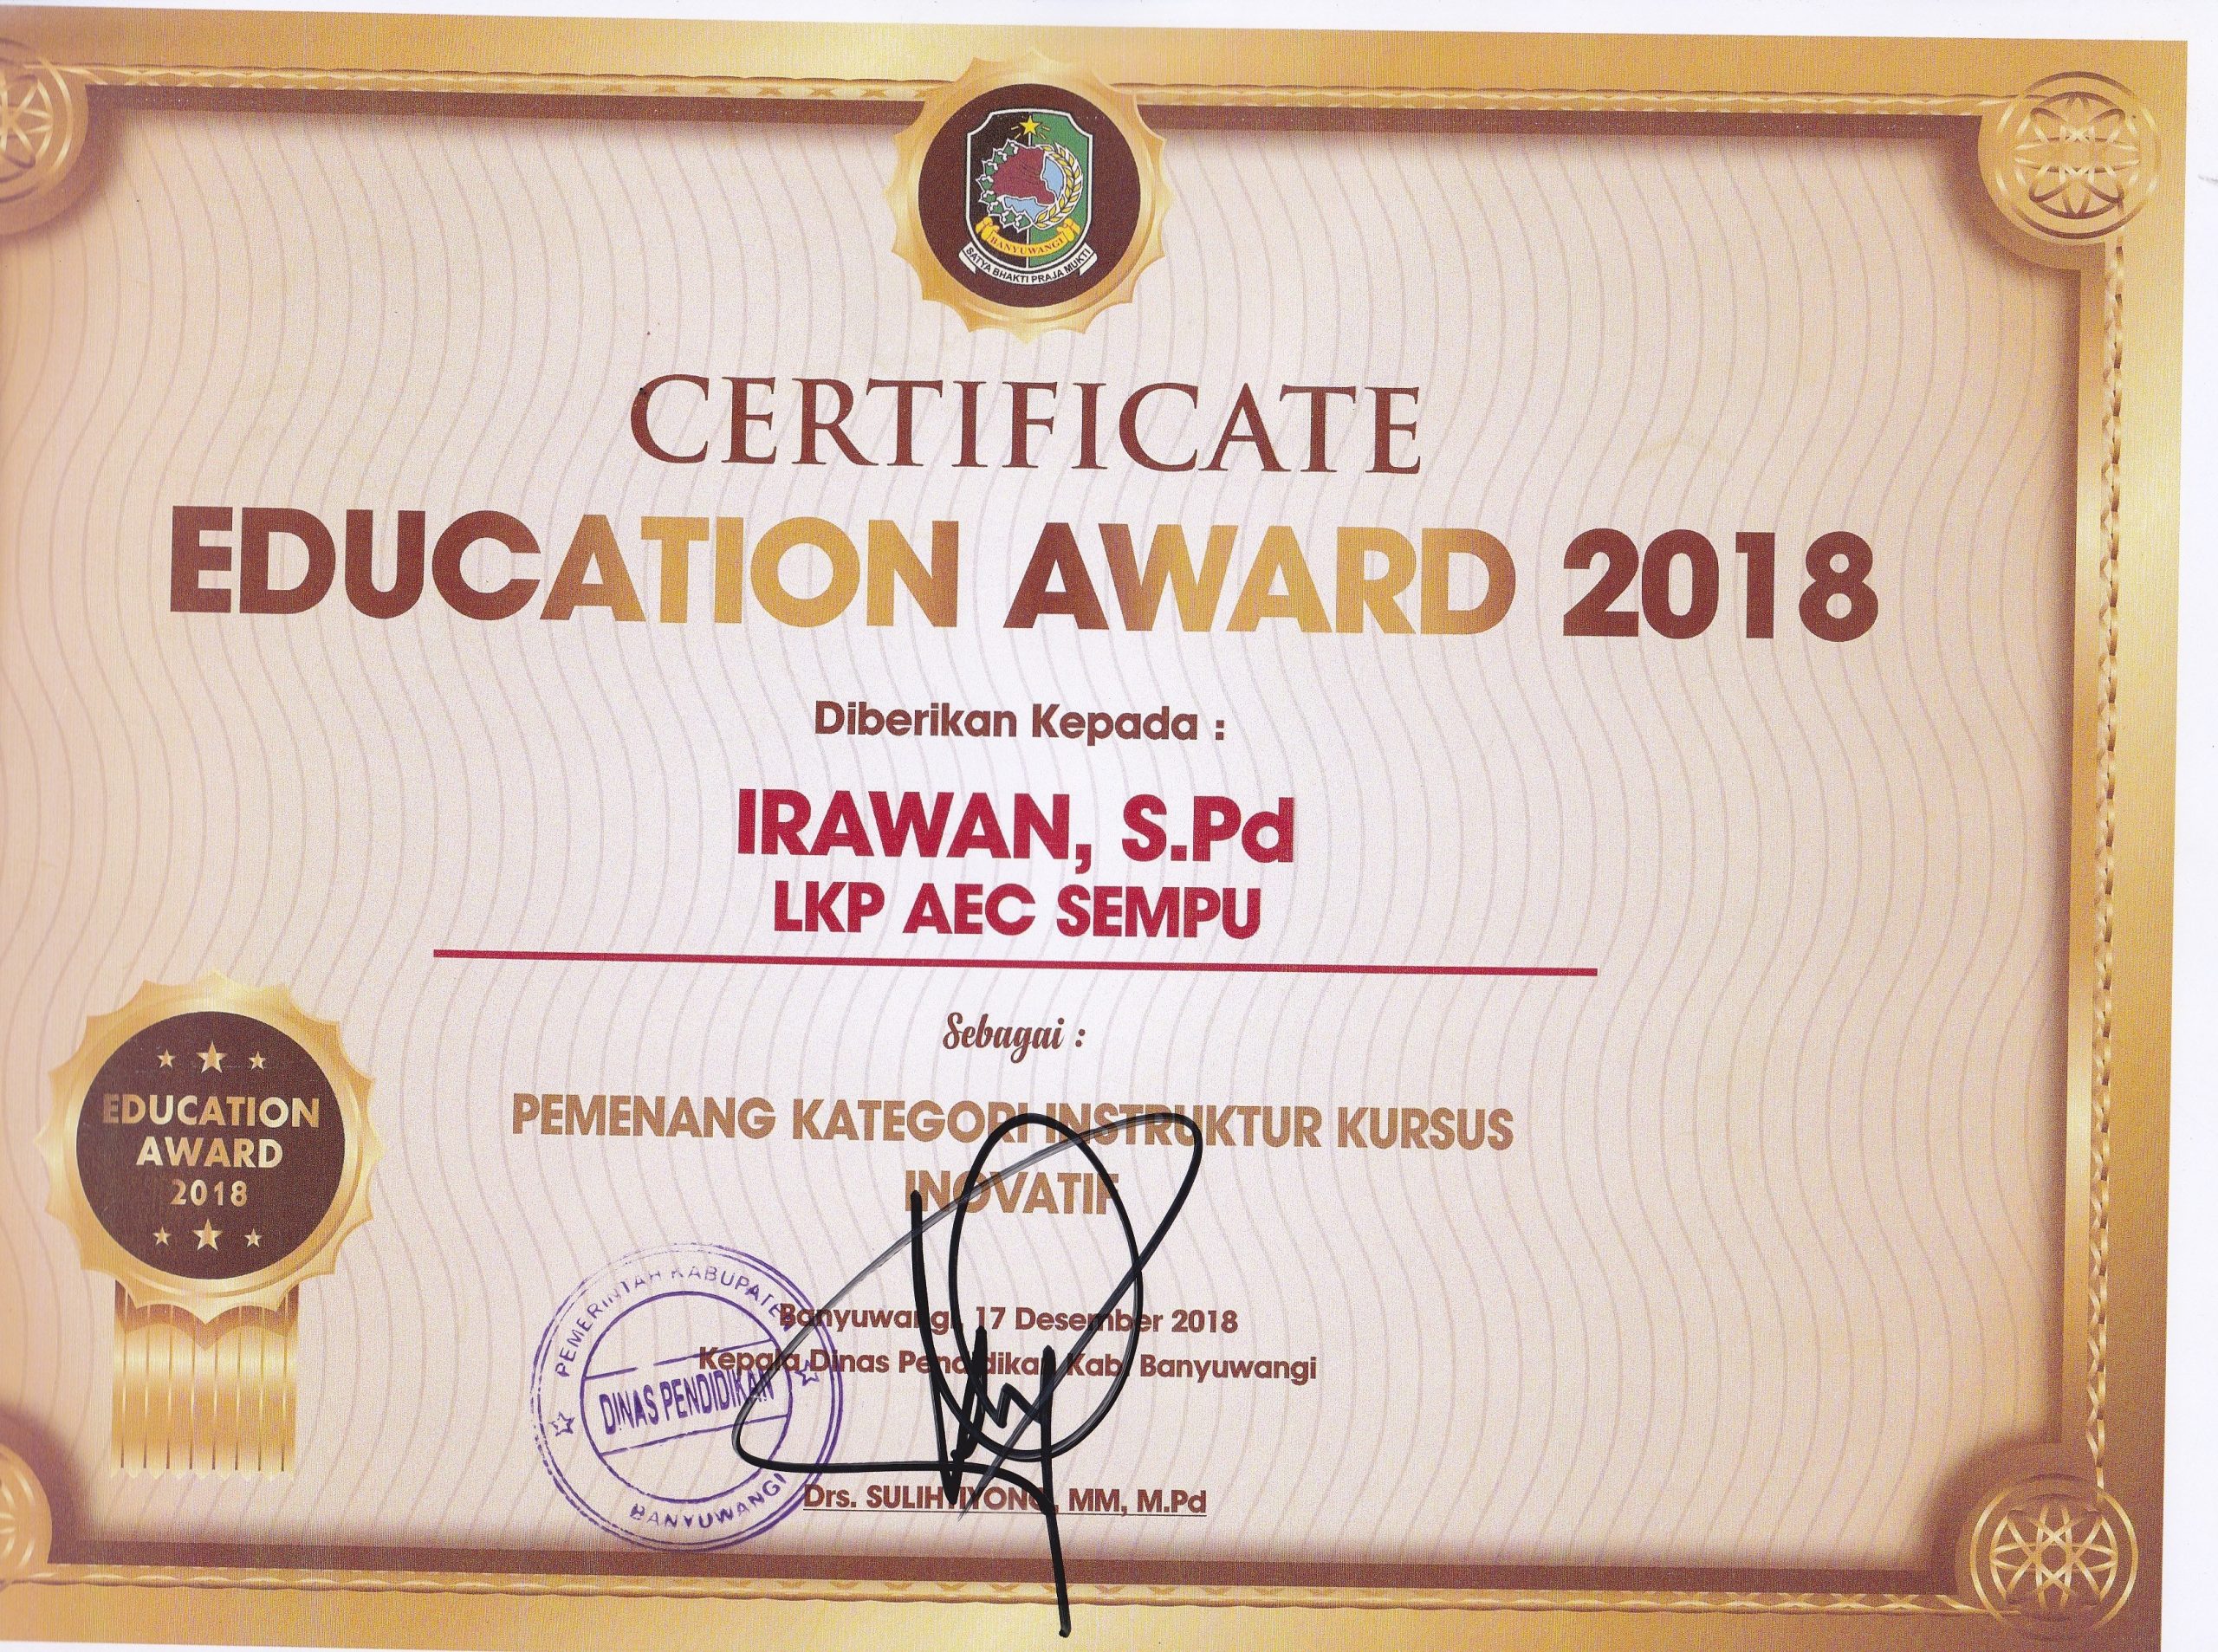 BANYUWANGI
SATYA BHAKTI PRAJA MUKTI
CERTIFICATE
EDUCATION AWARD 2018
Diberikan Kepada :
IRAWAN, S.Pd
LKP AEC SEMPU
Sebagai :
PEMENANG KATEGORI INSTRUKTUR KURSUS
INOVATIF
EDUCATION
AWARD
2018
PEMERINTAH KABUPATEN
DINAS PENDIDIKAN
BANYUWANGI
Banyuwangi, 17 Desember 2018
Kepala Dinas Pendidikan Kab. Banyuwangi
Drs. SULIHTIYONO, MM, M.Pd